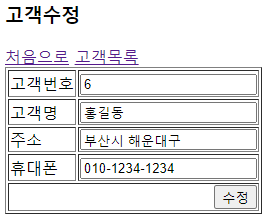 고객수정
처음으로 고객목록
고객번호 6
고객명 홍길동
주소 부산시 해운대구
휴대폰 010-1234-1234
수정